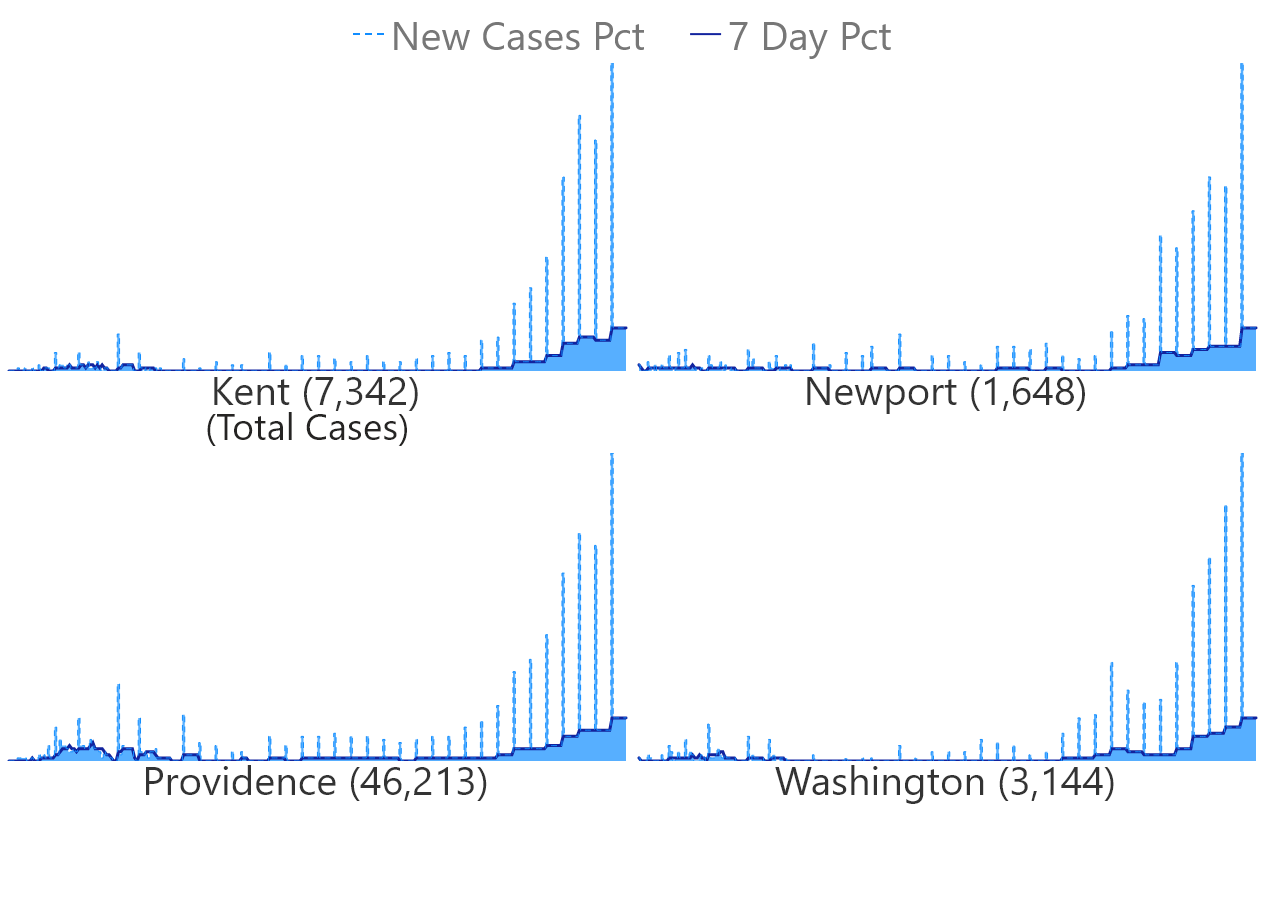 New Cases Pct 7 Day Pct
Kent (7,342)
(Total Cases)
Newport (1,648)
Providence (46,213)
Washington (3,144)